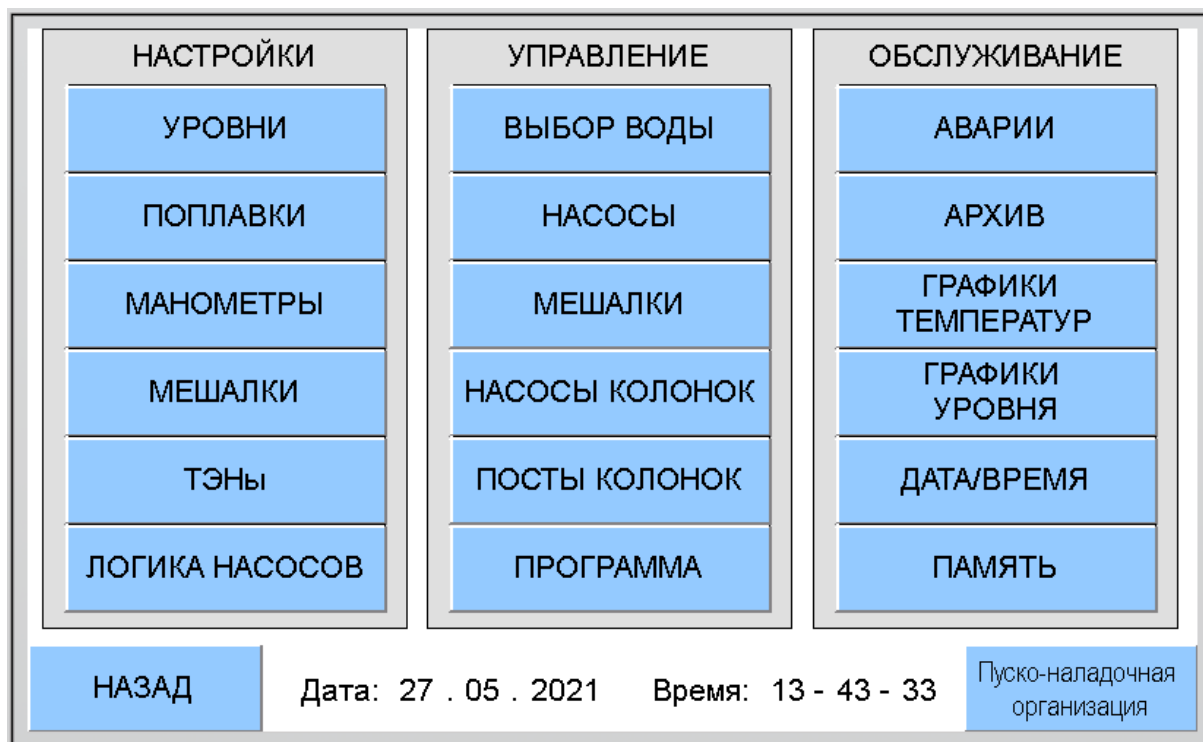 НАСТРОЙКИ
УРОВНИ
ПОПЛАВКИ
МАНОМЕТРЫ
МЕШАЛКИ
ТЭНы
ЛОГИКА НАСОСОВ
УПРАВЛЕНИЕ
ВЫБОР ВОДЫ
НАСОСЫ
МЕШАЛКИ
НАСОСЫ КОЛОНОК
ПОСТЫ КОЛОНОК
ПРОГРАММА
ОБСЛУЖИВАНИЕ
АВАРИИ
АРХИВ
ГРАФИКИ
ТЕМПЕРАТУР
ГРАФИКИ
УРОВНЯ
ДАТА/ВРЕМЯ
ПАМЯТЬ
НАЗАД
Дата: 27 . 05 . 2021 Время: 13 - 43 - 33
Пуско-наладочная
организация